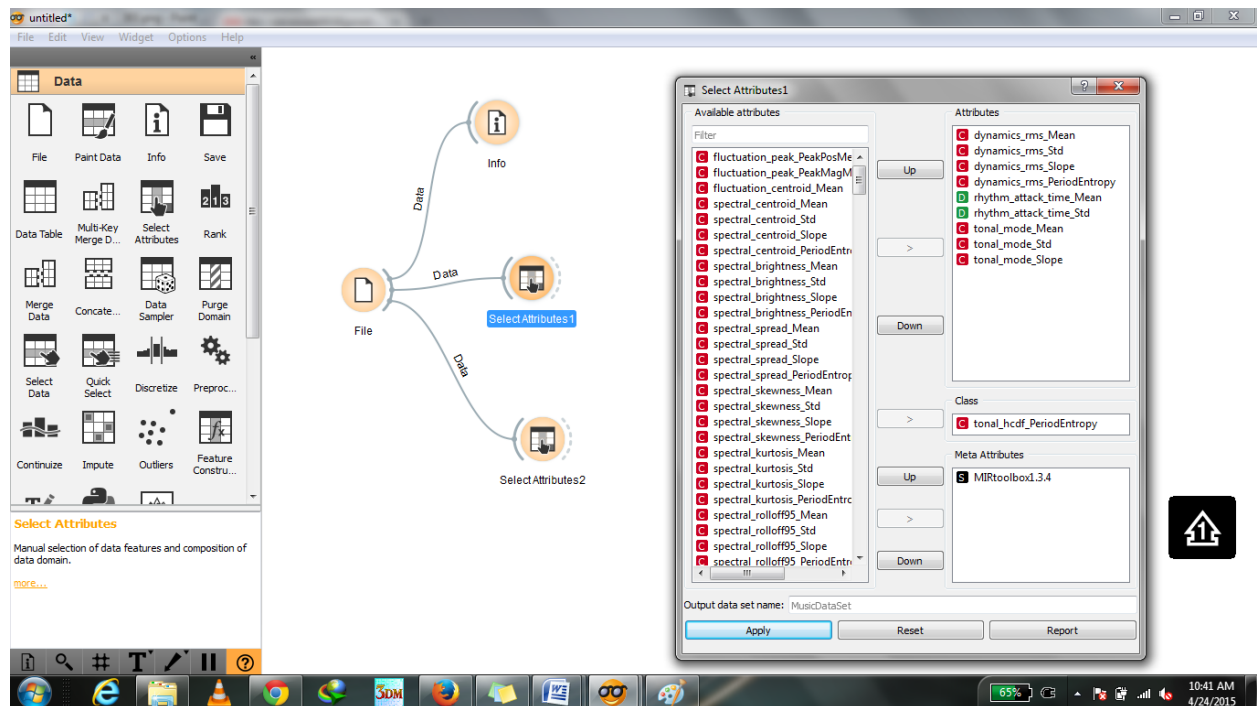 untitled*
File Edit View Widget Options Help
«
Data
File
Paint Data
Info
Save
Data Table
Multi-Key
Merge D...
Select
Attributes
Rank
Merge
Data
Concate...
Data
Sampler
Purge
Domain
Select
Data
Quick
Select
Discretize
Preproc...
Continuize
Impute
Outliers
Feature
Constru...
Select Attributes
Manual selection of data features and composition of
data domain.
more...
Info
Data
File
Data
Select Attributes1
Data
Select Attributes2
Select Attributes1
Available attributes
Filter
fluctuation_peak_PeakPosMe
fluctuation_peak_PeakMagM
fluctuation_centroid_Mean
spectral_centroid_Mean
spectral_centroid_Std
spectral_centroid_Slope
spectral_centroid_PeriodEntr
spectral_brightness_Mean
spectral_brightness_Std
spectral_brightness_Slope
spectral_brightness_PeriodEn
spectral_spread_Mean
spectral_spread_Std
spectral_spread_Slope
spectral_spread_PeriodEntrop
spectral_skewness_Mean
spectral_skewness_Std
spectral_skewness_Slope
spectral_skewness_PeriodEnt
spectral_kurtosis_Mean
spectral_kurtosis_Std
spectral_kurtosis_Slope
spectral_kurtosis_PeriodEntrc
spectral_rolloff95_Mean
spectral_rolloff95_Std
spectral_rolloff95_Slope
spectral_rolloff95_PeriodEntr
Up
>
Down
>
Up
>
Down
Attributes
C dynamics_rms_Mean
C dynamics_rms_Std
C dynamics_rms_Slope
C dynamics_rms_PeriodEntropy
D rhythm_attack_time_Mean
D rhythm_attack_time_Std
C tonal_mode_Mean
C tonal_mode_Std
C tonal_mode_Slope
Class
C tonal_hcdf_PeriodEntropy
Meta Attributes
S MIRtoolbox1.3.4
Output data set name: MusicDataSet
Apply Reset Report
1
3DM
65%
10:41 AM
4/24/2015